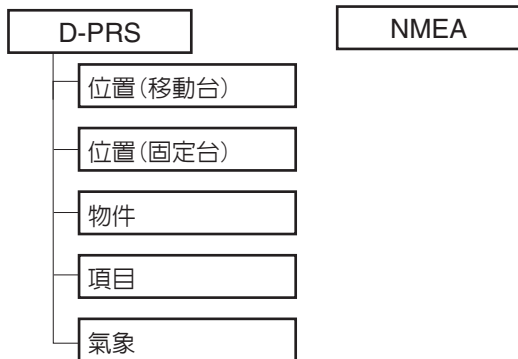 D-PRS
NMEA
位置(移動台)
位置(固定台)
物件
項目
氣象